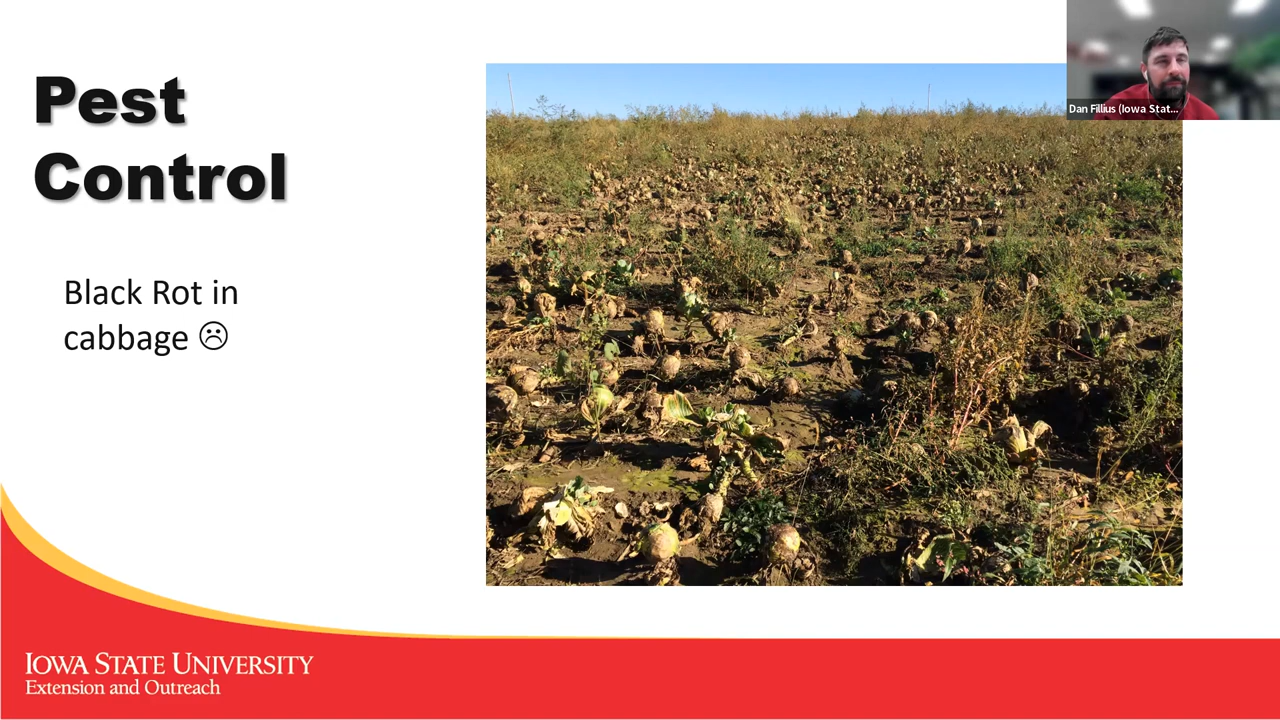 Pest
Control
Dan Fillius (Iowa Stat...
Black Rot in
cabbage ☹
IOWA STATE UNIVERSITY
Extension and Outreach